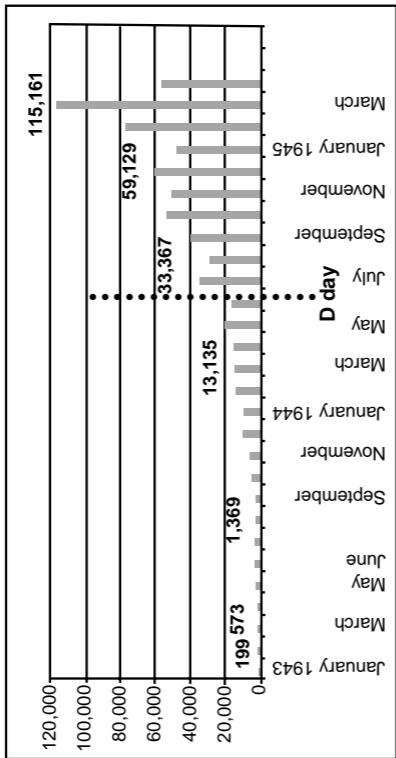 120,000
100,000
80,000
60,000
40,000
20,000
0
199
573
1,369
13,135
33,367
59,129
115,161
D day
January 1943
March
May
June
September
November
January 1944
March
May
July
September
November
January 1945
March